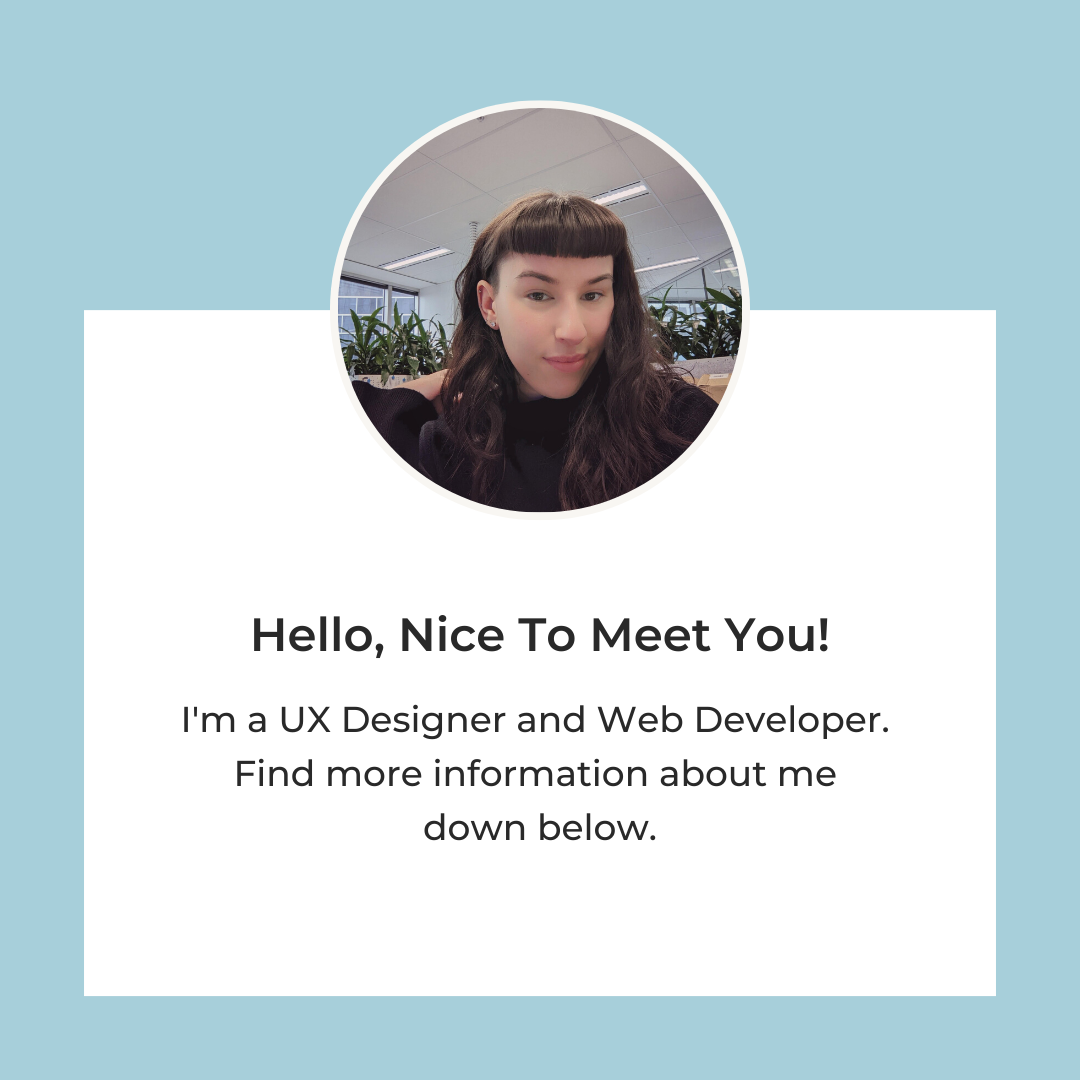 Hello, Nice To Meet You!
I'm a UX Designer and Web Developer.
Find more information about me
down below.